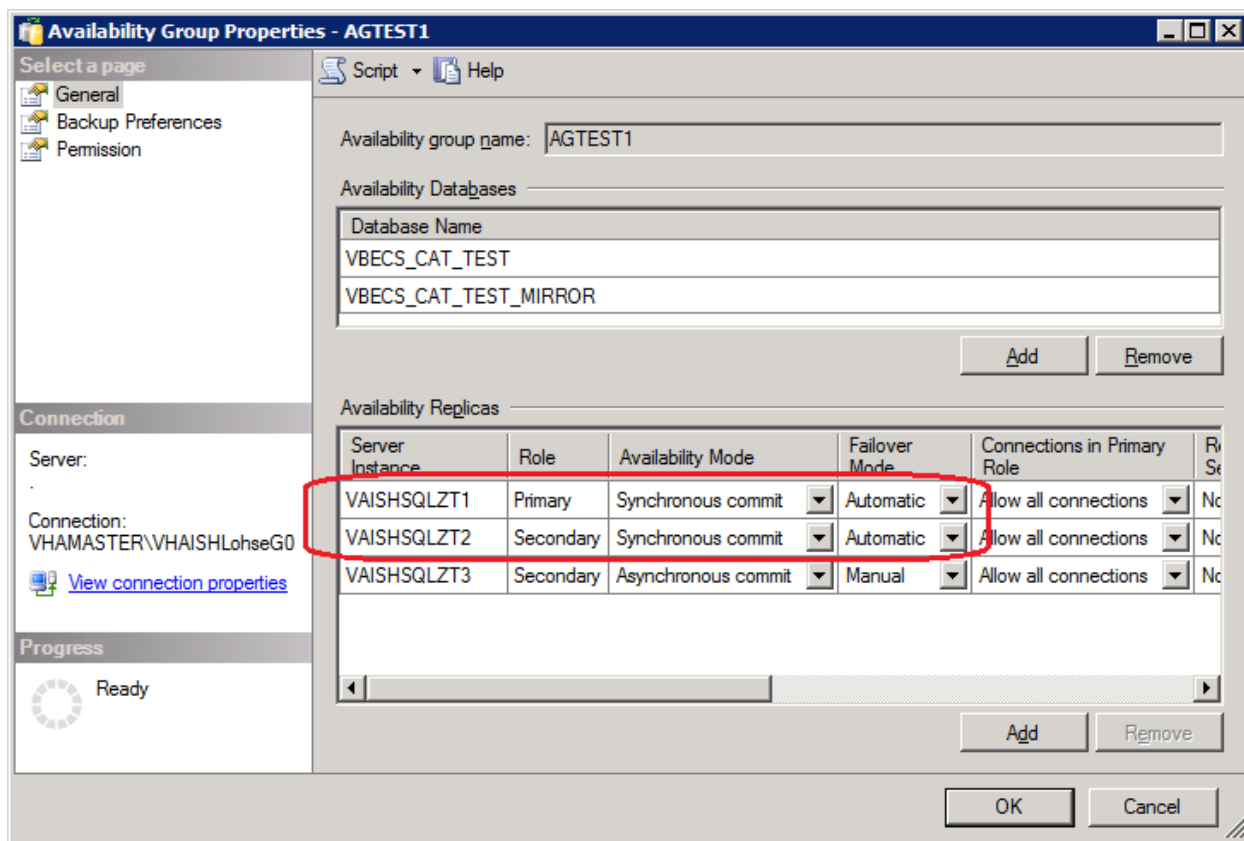 Availability Group Properties - AGTEST1
Select a page
General
Backup Preferences
Permission
Script
Help
Availability group name: AGTEST1
Availability Databases
Database Name
VBECS_CAT_TEST
VBECS_CAT_TEST_MIRROR
Add Remove
Availability Replicas
Server Instance Role Availability Mode Failover Mode Connections in Primary Role
VAISHSQLZT1 Primary Synchronous commit Automatic Allow all connections
VAISHSQLZT2 Secondary Synchronous commit Automatic Allow all connections
VAISHSQLZT3 Secondary Asynchronous commit Manual Allow all connections
Add Remove
Connection
Server:
.
Connection:
VHAMASTER\VHAISHLohseG0
View connection properties
Progress
Ready
OK Cancel